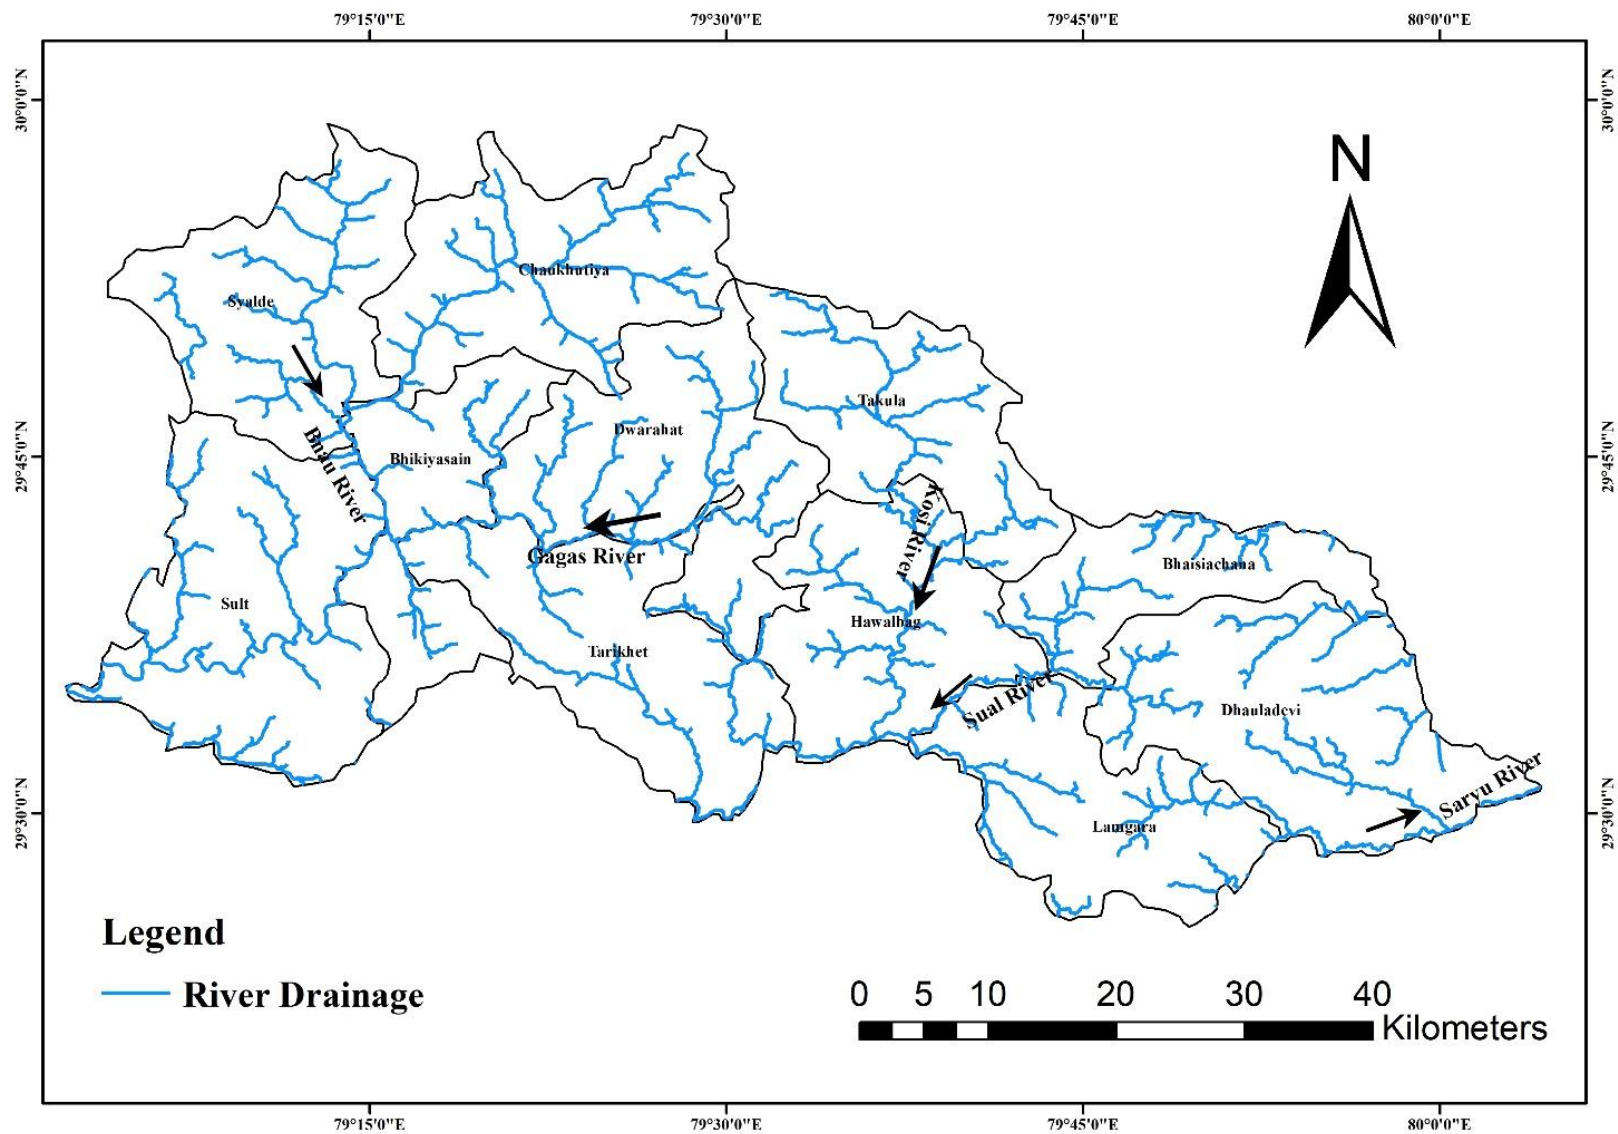 79°15'0"E 79°30'0"E 79°45'0"E 80°0'0"E
30°0'0"N
30°0'0"N
N
Chaukhutiya
Syalde
Takula
Dwarahat
Bhikiyasain
29°45'0"N
29°45'0"N
Bhau River
Kosi River
Gagas River
Bhaisiachana
Sult
Hawalbag
Tarikhet
Sual River
Dhauladevi
Saryu River
29°30'0"N
29°30'0"N
Lamgara
Legend
River Drainage
0 5 10 20 30 40
Kilometers
79°15'0"E 79°30'0"E 79°45'0"E 80°0'0"E